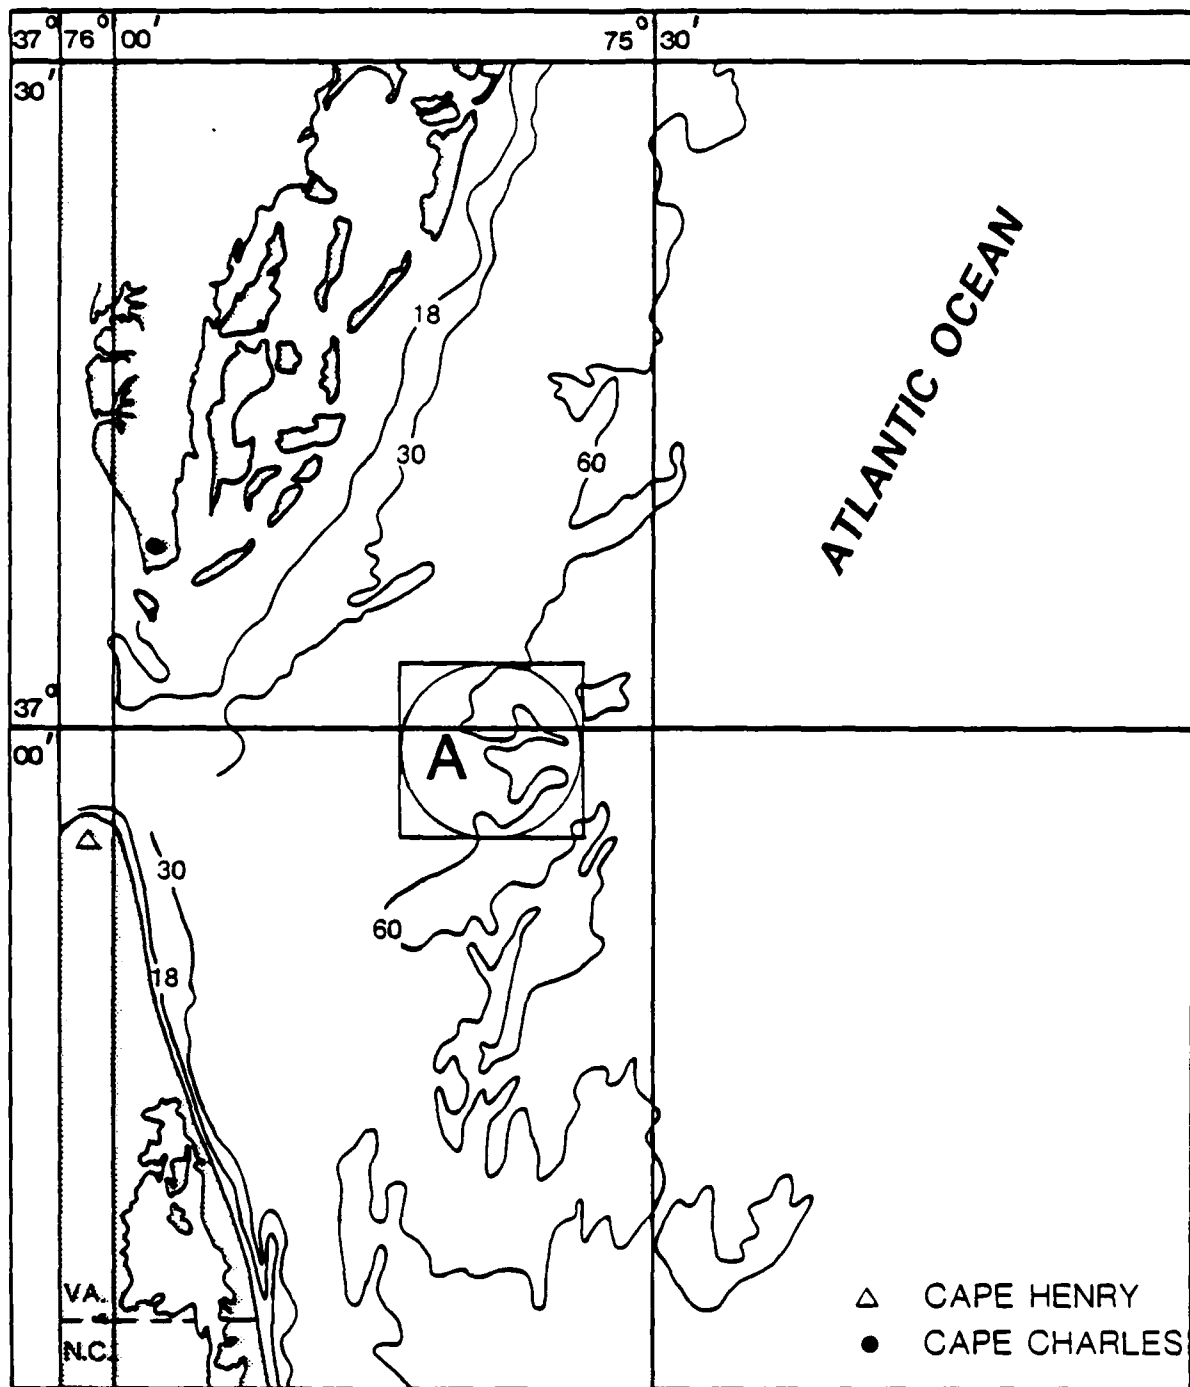 37° 76° 00' 75° 30'
30'
ATLANTIC OCEAN
18
30
60
37°
00'
A
30
60
18
VA.
N.C.
△ CAPE HENRY
● CAPE CHARLES